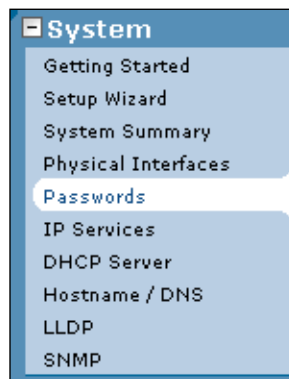 System
Getting Started
Setup Wizard
System Summary
Physical Interfaces
Passwords
IP Services
DHCP Server
Hostname / DNS
LLDP
SNMP